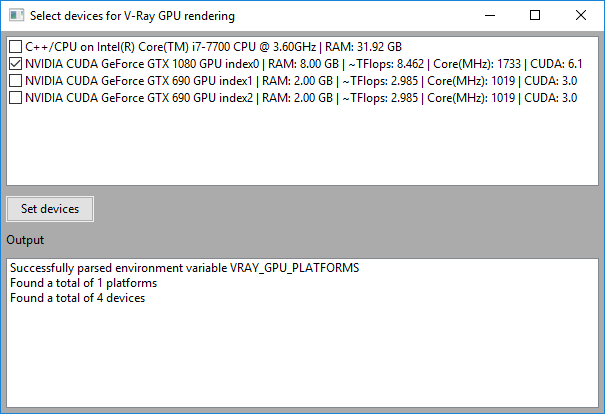 Select devices for V-Ray GPU rendering
C++/CPU on Intel(R) Core(TM) i7-7700 CPU @ 3.60GHz | RAM: 31.92 GB
NVIDIA CUDA GeForce GTX 1080 GPU index0 | RAM: 8.00 GB | ~TFlops: 8.462 | Core(MHz): 1733 | CUDA: 6.1
NVIDIA CUDA GeForce GTX 690 GPU index1 | RAM: 2.00 GB | ~TFlops: 2.985 | Core(MHz): 1019 | CUDA: 3.0
NVIDIA CUDA GeForce GTX 690 GPU index2 | RAM: 2.00 GB | ~TFlops: 2.985 | Core(MHz): 1019 | CUDA: 3.0
Set devices
Output
Successfully parsed environment variable VRAY_GPU_PLATFORMS
Found a total of 1 platforms
Found a total of 4 devices